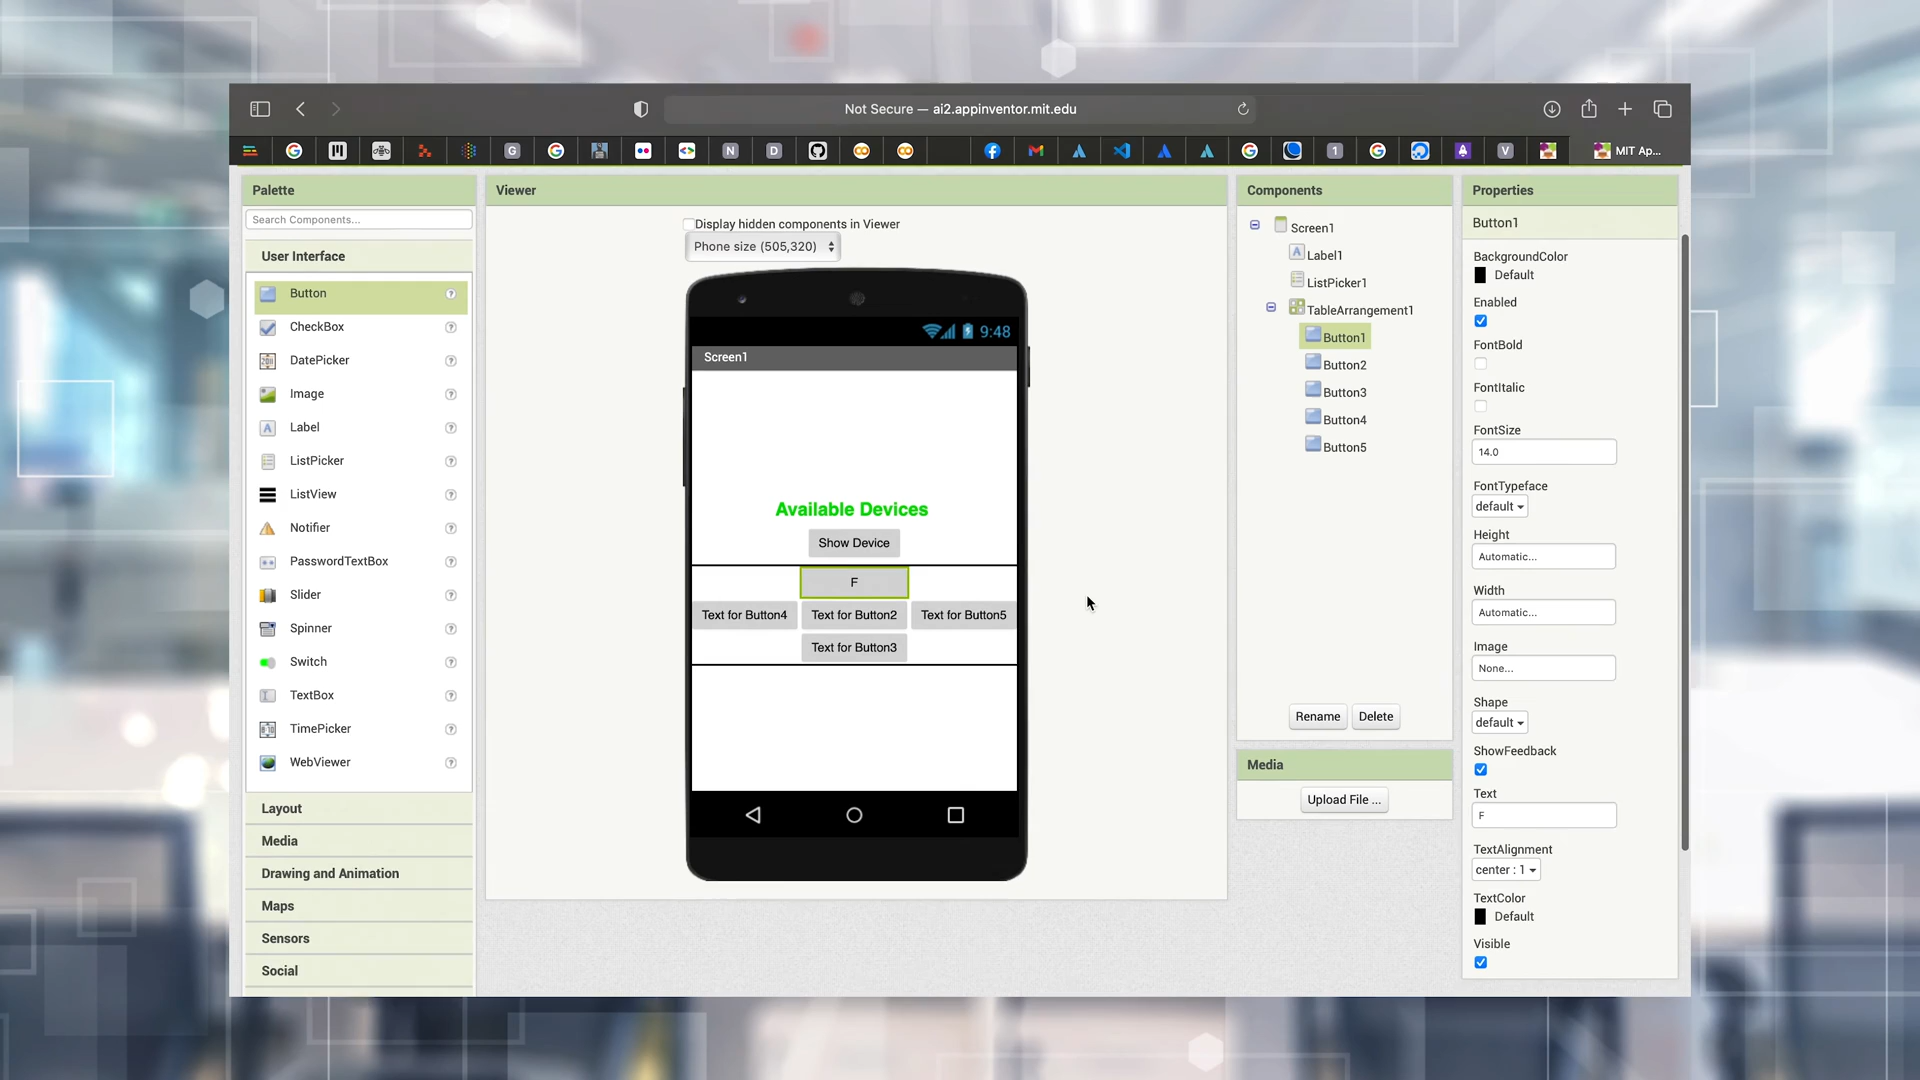 Not Secure — ai2.appinventor.mit.edu
G
N
D
1
V
MIT Ap...
Palette
Search Components...
User Interface
Button
CheckBox
DatePicker
Image
Label
ListPicker
ListView
Notifier
PasswordTextBox
Slider
Spinner
Switch
TextBox
TimePicker
WebViewer
Layout
Media
Drawing and Animation
Maps
Sensors
Social
Viewer
Display hidden components in Viewer
Phone size (505,320)
9:48
Screen1
Available Devices
Show Device
F
Text for Button4 Text for Button2 Text for Button5
Text for Button3
Components
Screen1
Label1
ListPicker1
TableArrangement1
Button1
Button2
Button3
Button4
Button5
Rename Delete
Media
Upload File ...
Properties
Button1
BackgroundColor
Default
Enabled
FontBold
FontItalic
FontSize
14.0
FontTypeface
default
Height
Automatic...
Width
Automatic...
Image
None...
Shape
default
ShowFeedback
Text
F
TextAlignment
center : 1
TextColor
Default
Visible